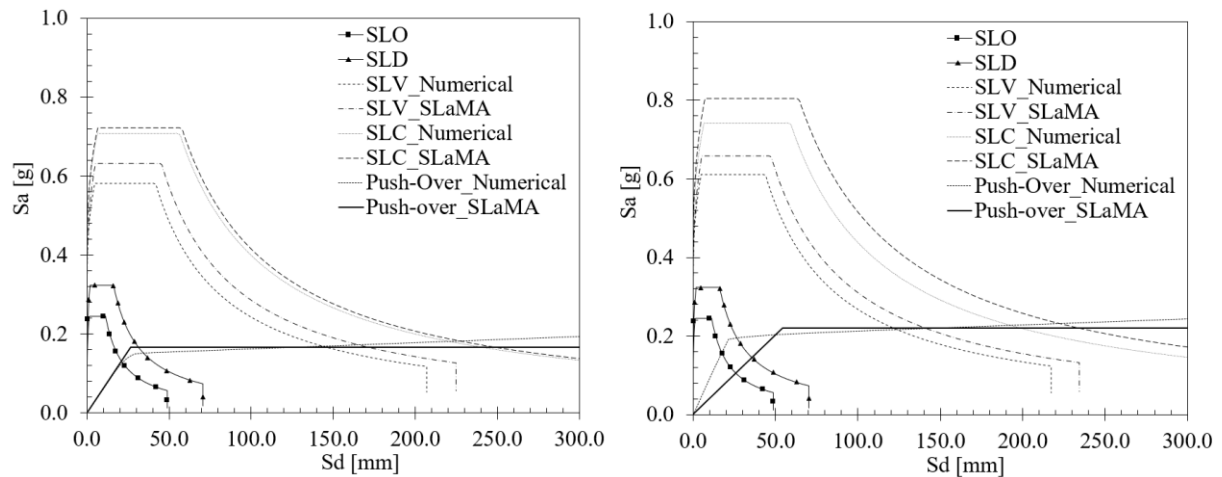 1.0
0.8
0.6
0.4
0.2
0.0
Sa [g]
0.0 50.0 100.0 150.0 200.0 250.0 300.0
Sd [mm]
SLO
SLD
SLV_Numerical
SLV_SLaMA
SLC_Numerical
SLC_SLaMA
Push-Over_Numerical
Push-over_SLaMA
1.0
0.8
0.6
0.4
0.2
0.0
Sa [g]
0.0 50.0 100.0 150.0 200.0 250.0 300.0
Sd [mm]
SLO
SLD
SLV_Numerical
SLV_SLaMA
SLC_Numerical
SLC_SLaMA
Push-Over_Numerical
Push-over_SLaMA